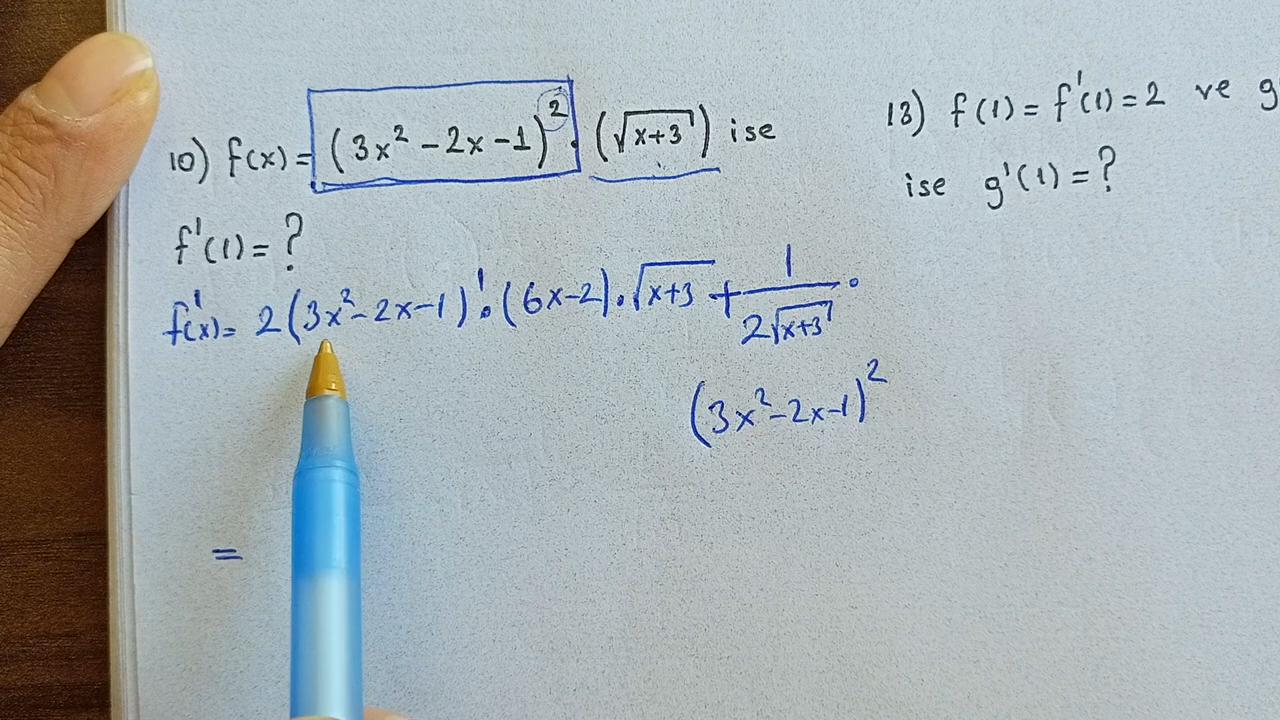 10) f(x) = (3x² - 2x - 1)² · (√x+3) ise
f'(1) = ?
f'(x) = 2(3x² - 2x - 1)¹ · (6x - 2) · √x+3 + 1/2√x+3 ·
(3x² - 2x - 1)²
=
13) f(1) = f'(1) = 2 ve g
ise g'(1) = ?